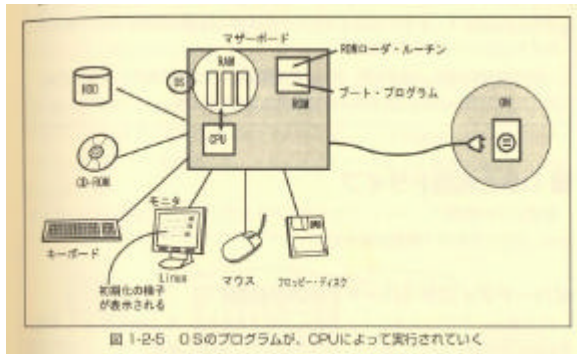 マザーボード
RAM
ROMローダ・ルーチン
ブート・プログラム
ROM
OS
HDD
CPU
ON
CD-ROM
モニタ
キーボード
Linux
マウス
フロッピー・ディスク
初期化の様子
が表示される
図 1-2-5 OSのプログラムが、CPUによって実行されていく